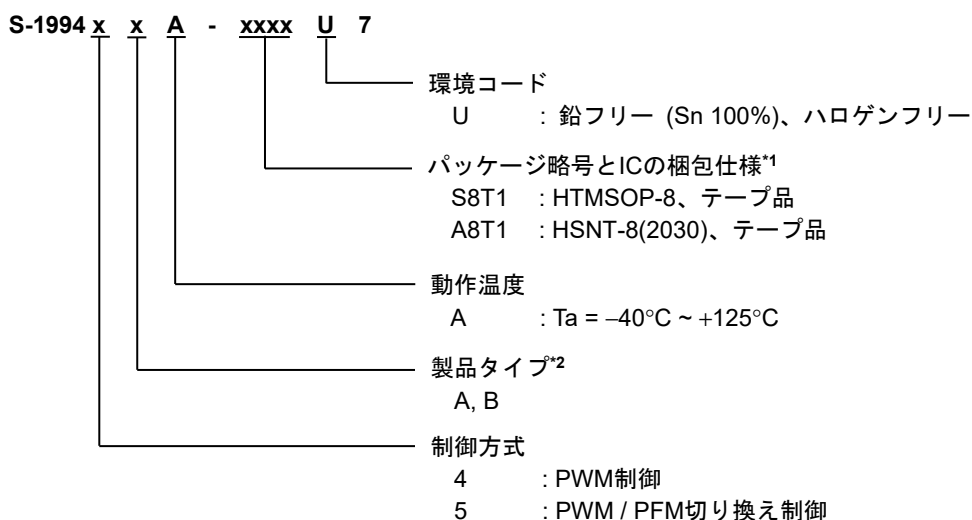 S-1994 x x A - xxxx U 7
環境コード
U : 鉛フリー (Sn 100%)、ハロゲンフリー
パッケージ略号とICの梱包仕様*1
S8T1 : HTMSOP-8、テープ品
A8T1 : HSNT-8(2030)、テープ品
動作温度
A : Ta = −40°C ~ +125°C
製品タイプ*2
A, B
制御方式
4 : PWM制御
5 : PWM / PFM切り換え制御